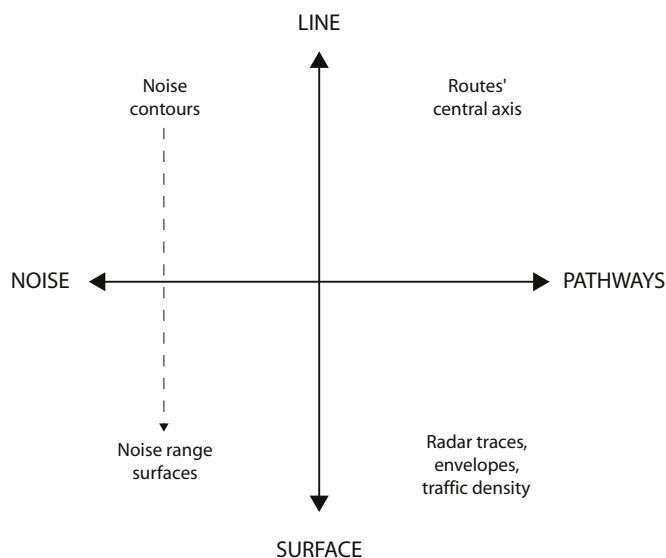 LINE
Noise
contours
Routes'
central axis
NOISE
PATHWAYS
Noise range
surfaces
Radar traces,
envelopes,
traffic density
SURFACE